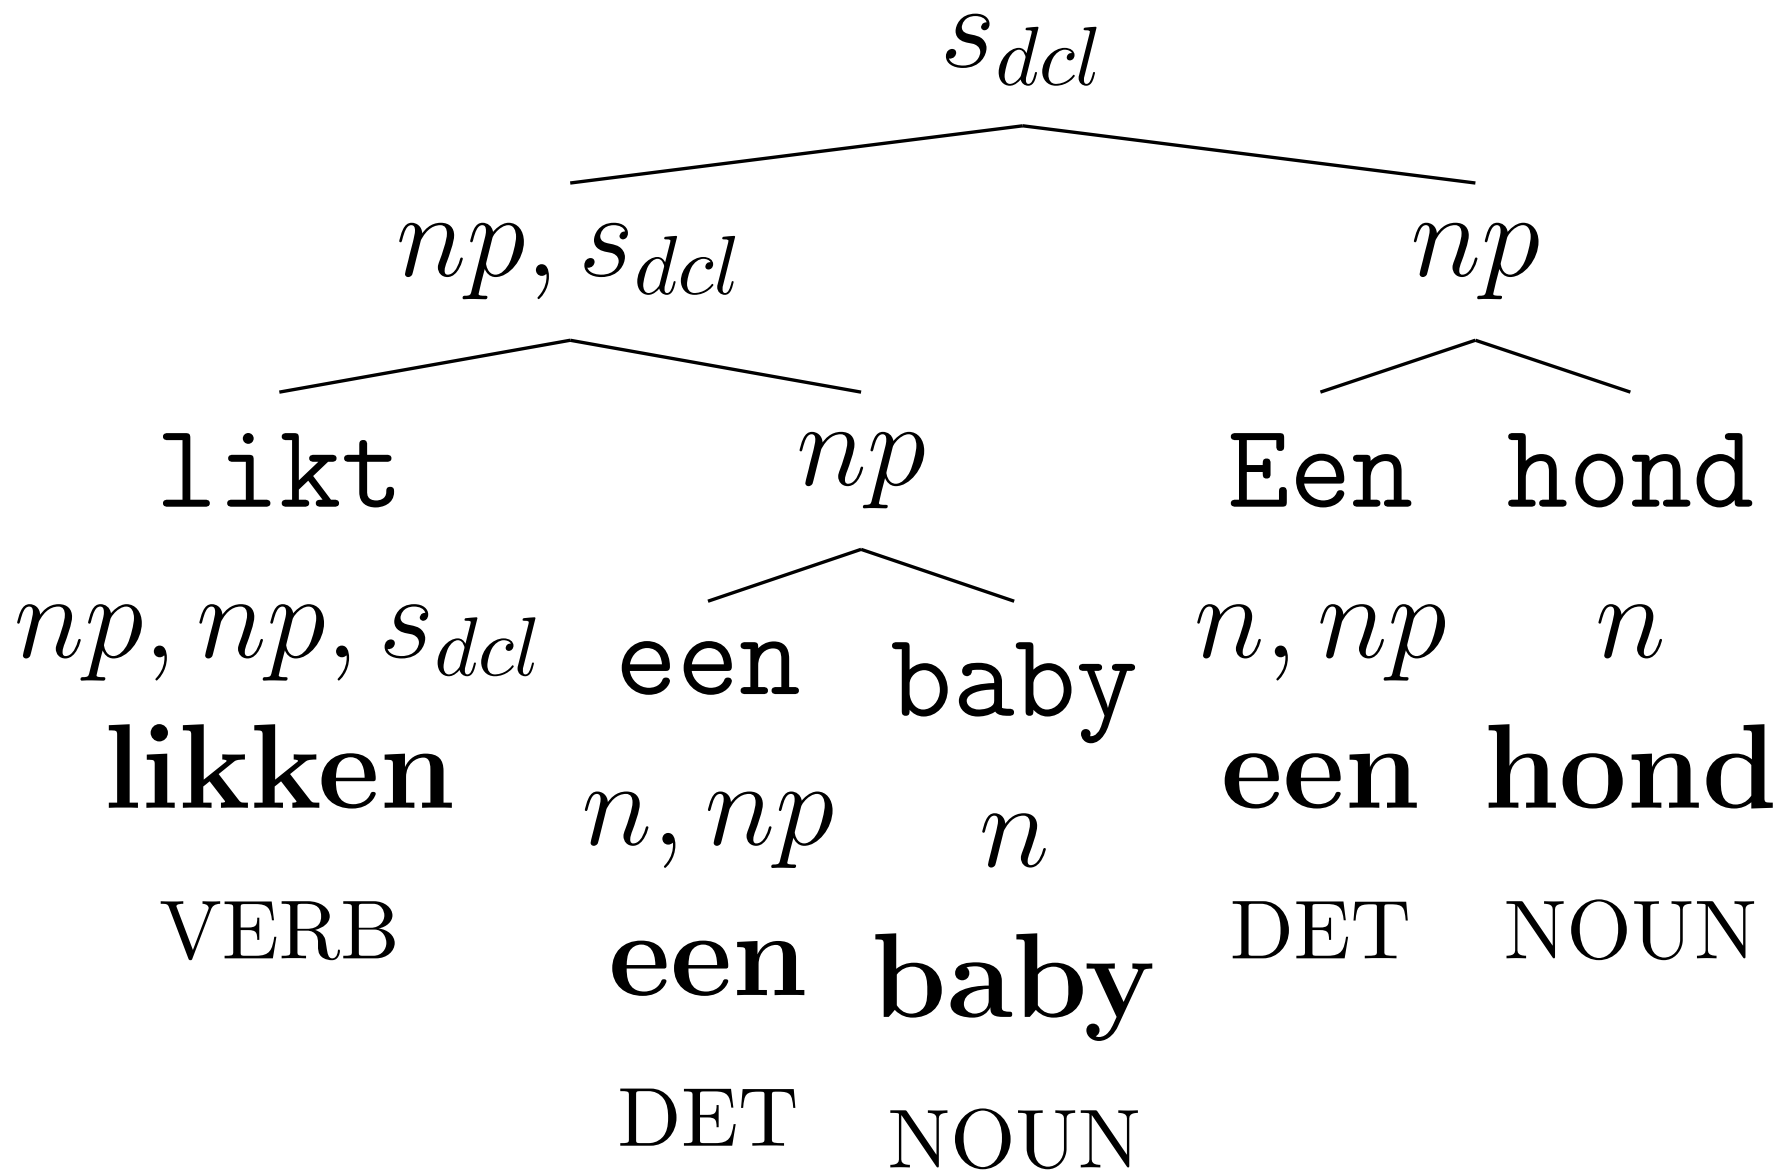 s_dcl
np, s_dcl np
likt np Een hond
np, np, s_dcl een baby n, np n
likken n, np n een hond
VERB een baby DET NOUN
DET NOUN